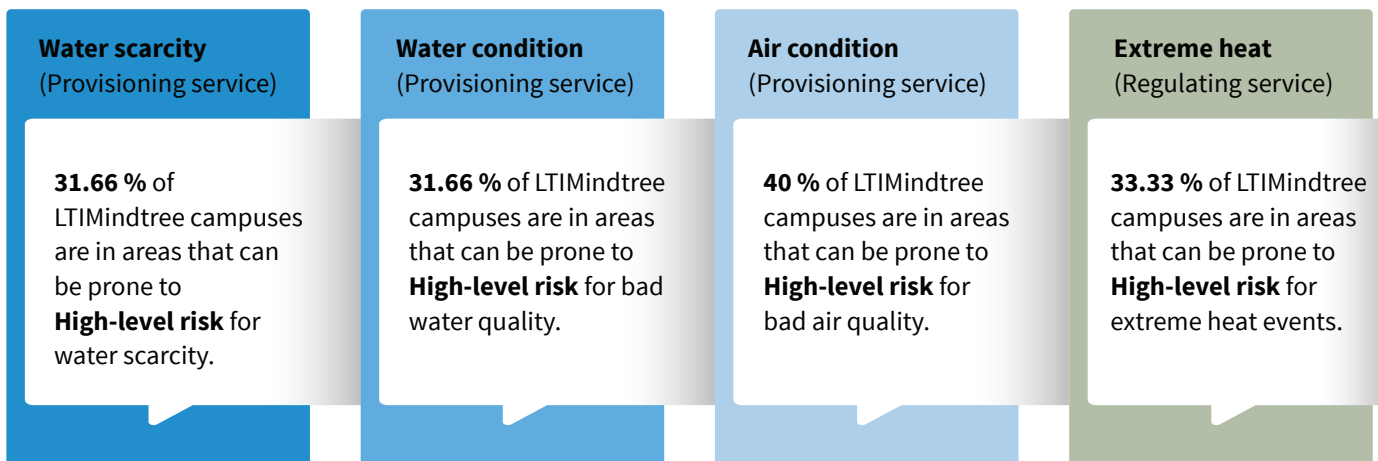 Water scarcity
(Provisioning service)
31.66 % of
LTIMindtree campuses
are in areas that can
be prone to
High-level risk for
water scarcity.
Water condition
(Provisioning service)
31.66 % of LTIMindtree
campuses are in areas
that can be prone to
High-level risk for bad
water quality.
Air condition
(Provisioning service)
40 % of LTIMindtree
campuses are in areas
that can be prone to
High-level risk for
bad air quality.
Extreme heat
(Regulating service)
33.33 % of LTIMindtree
campuses are in areas
that can be prone to
High-level risk for
extreme heat events.